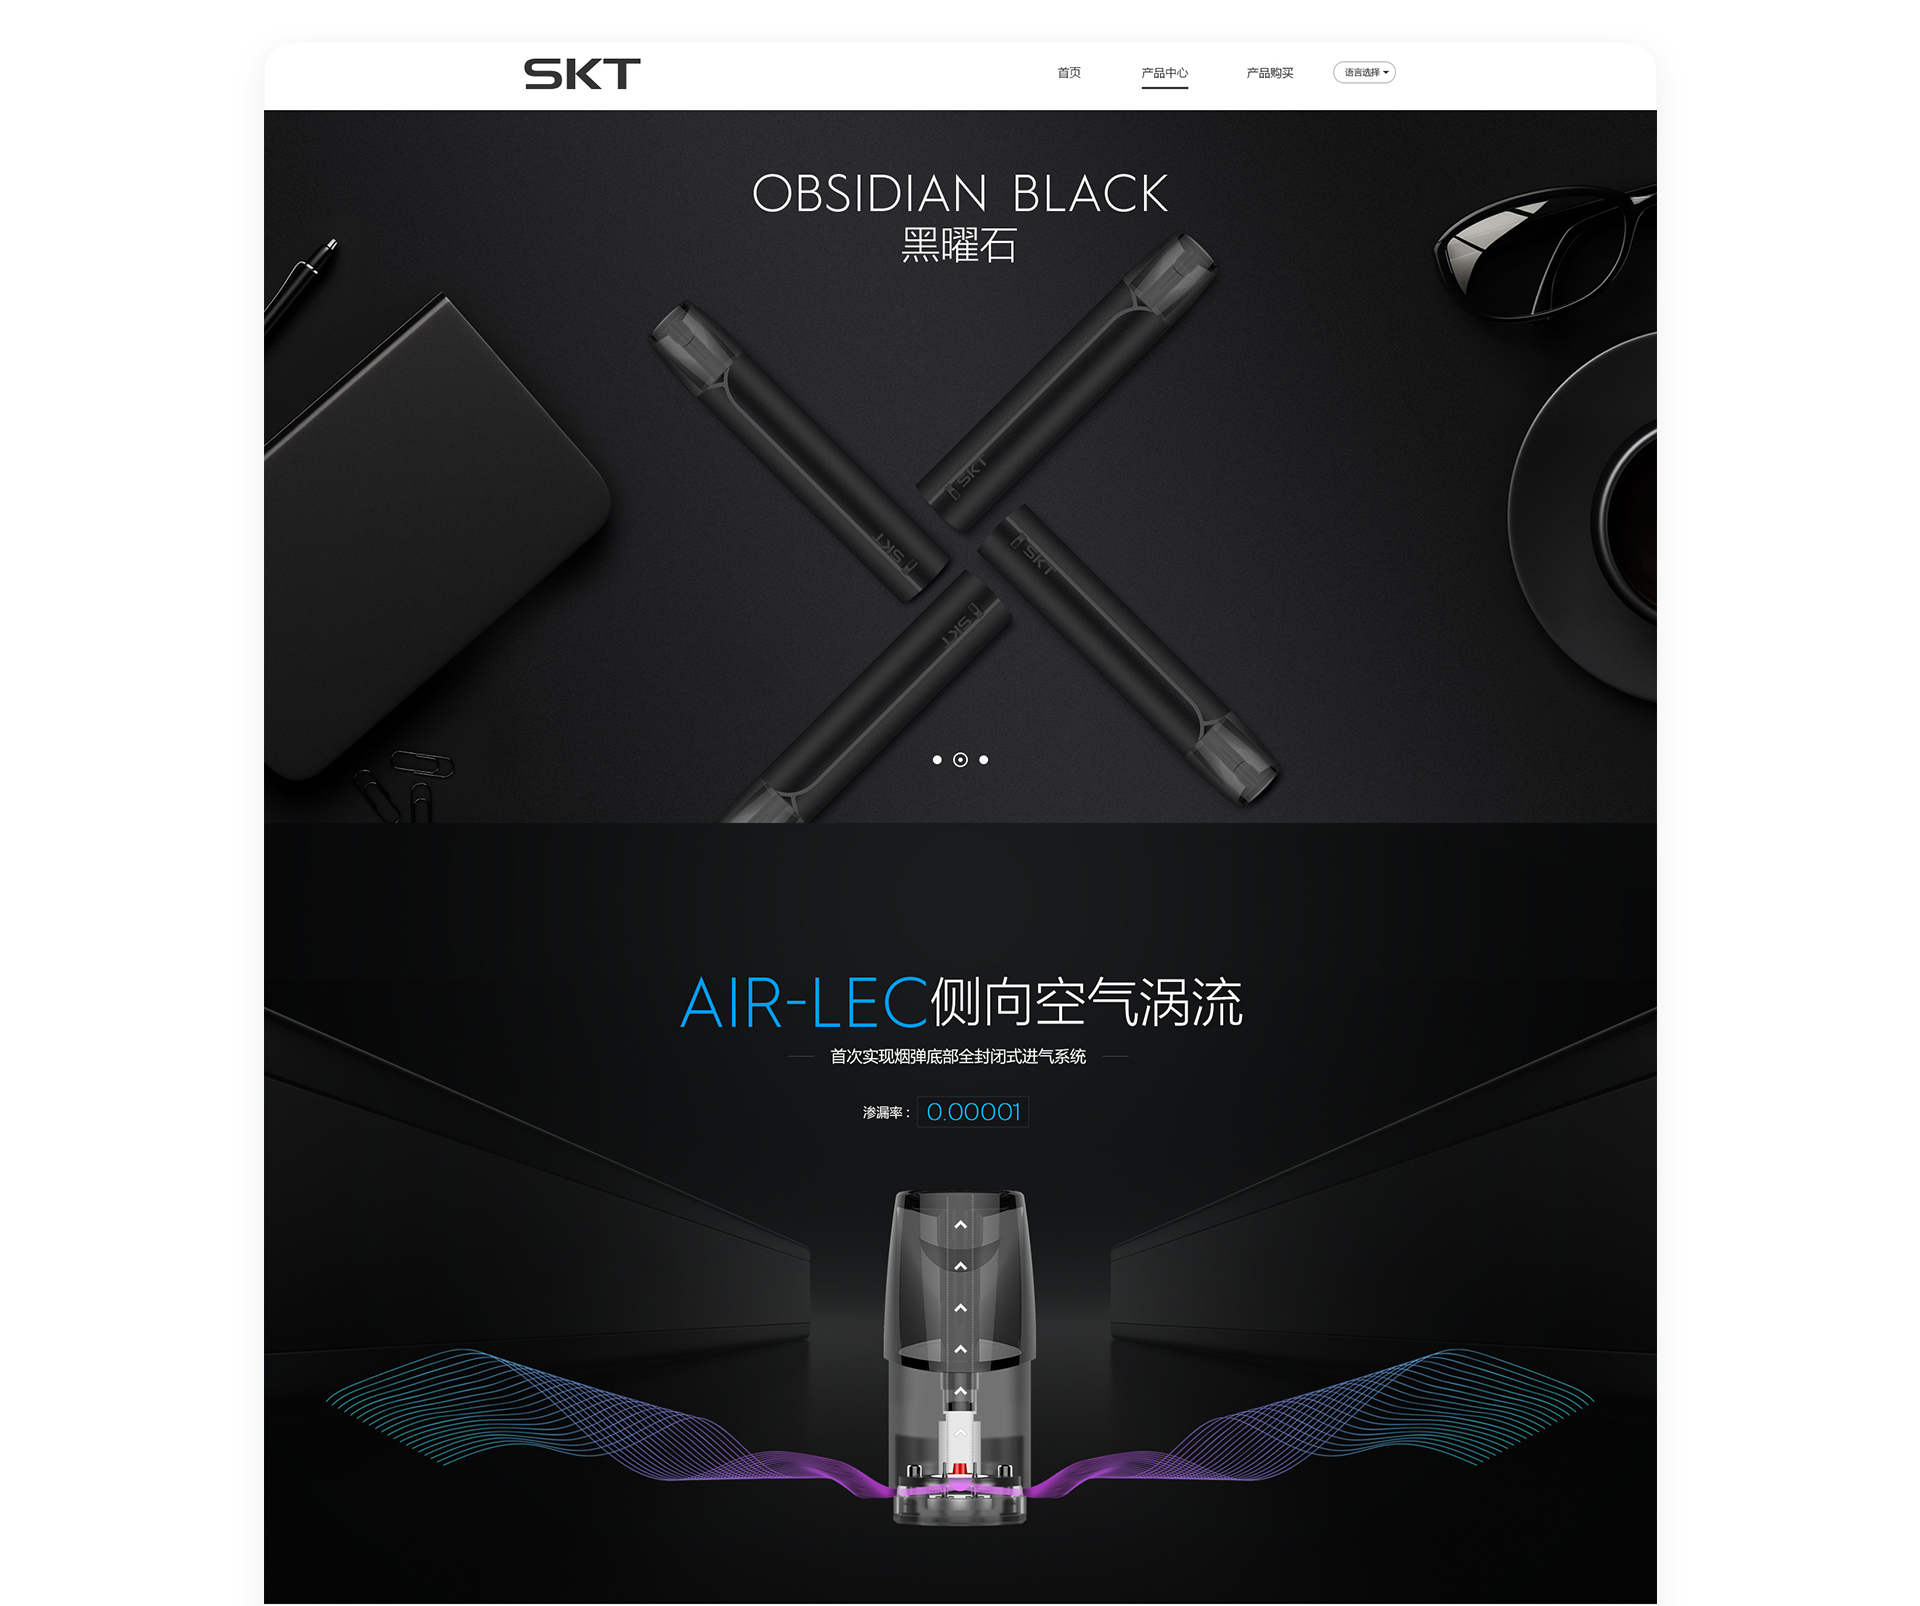 SKT
首页
产品中心
产品购买
语言选择
OBSIDIAN BLACK
黑曜石
SKT
SKT
SKT
SKT
AIR-LEC侧向空气涡流
首次实现烟弹底部全封闭式进气系统
渗漏率: 0.00001